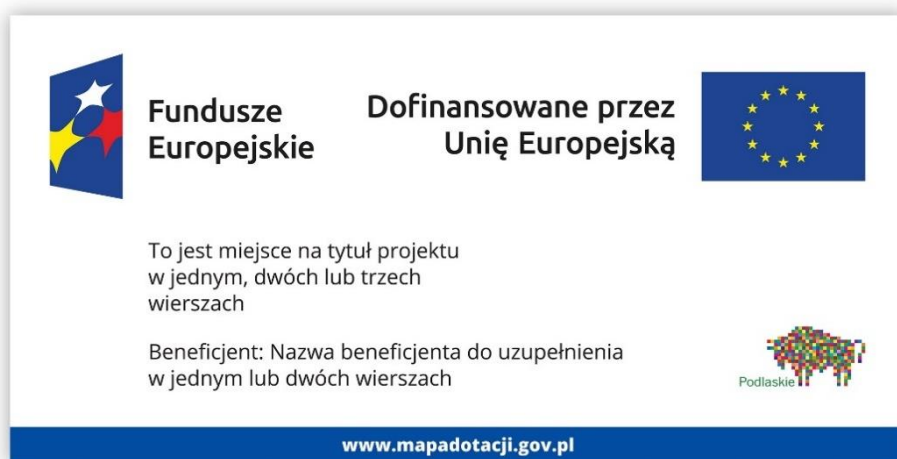 Fundusze
Europejskie
Dofinansowane przez
Unię Europejską
To jest miejsce na tytuł projektu
w jednym, dwóch lub trzech
wierszach
Beneficjent: Nazwa beneficjenta do uzupełnienia
w jednym lub dwóch wierszach
Podlaskie
www.mapadotacji.gov.pl